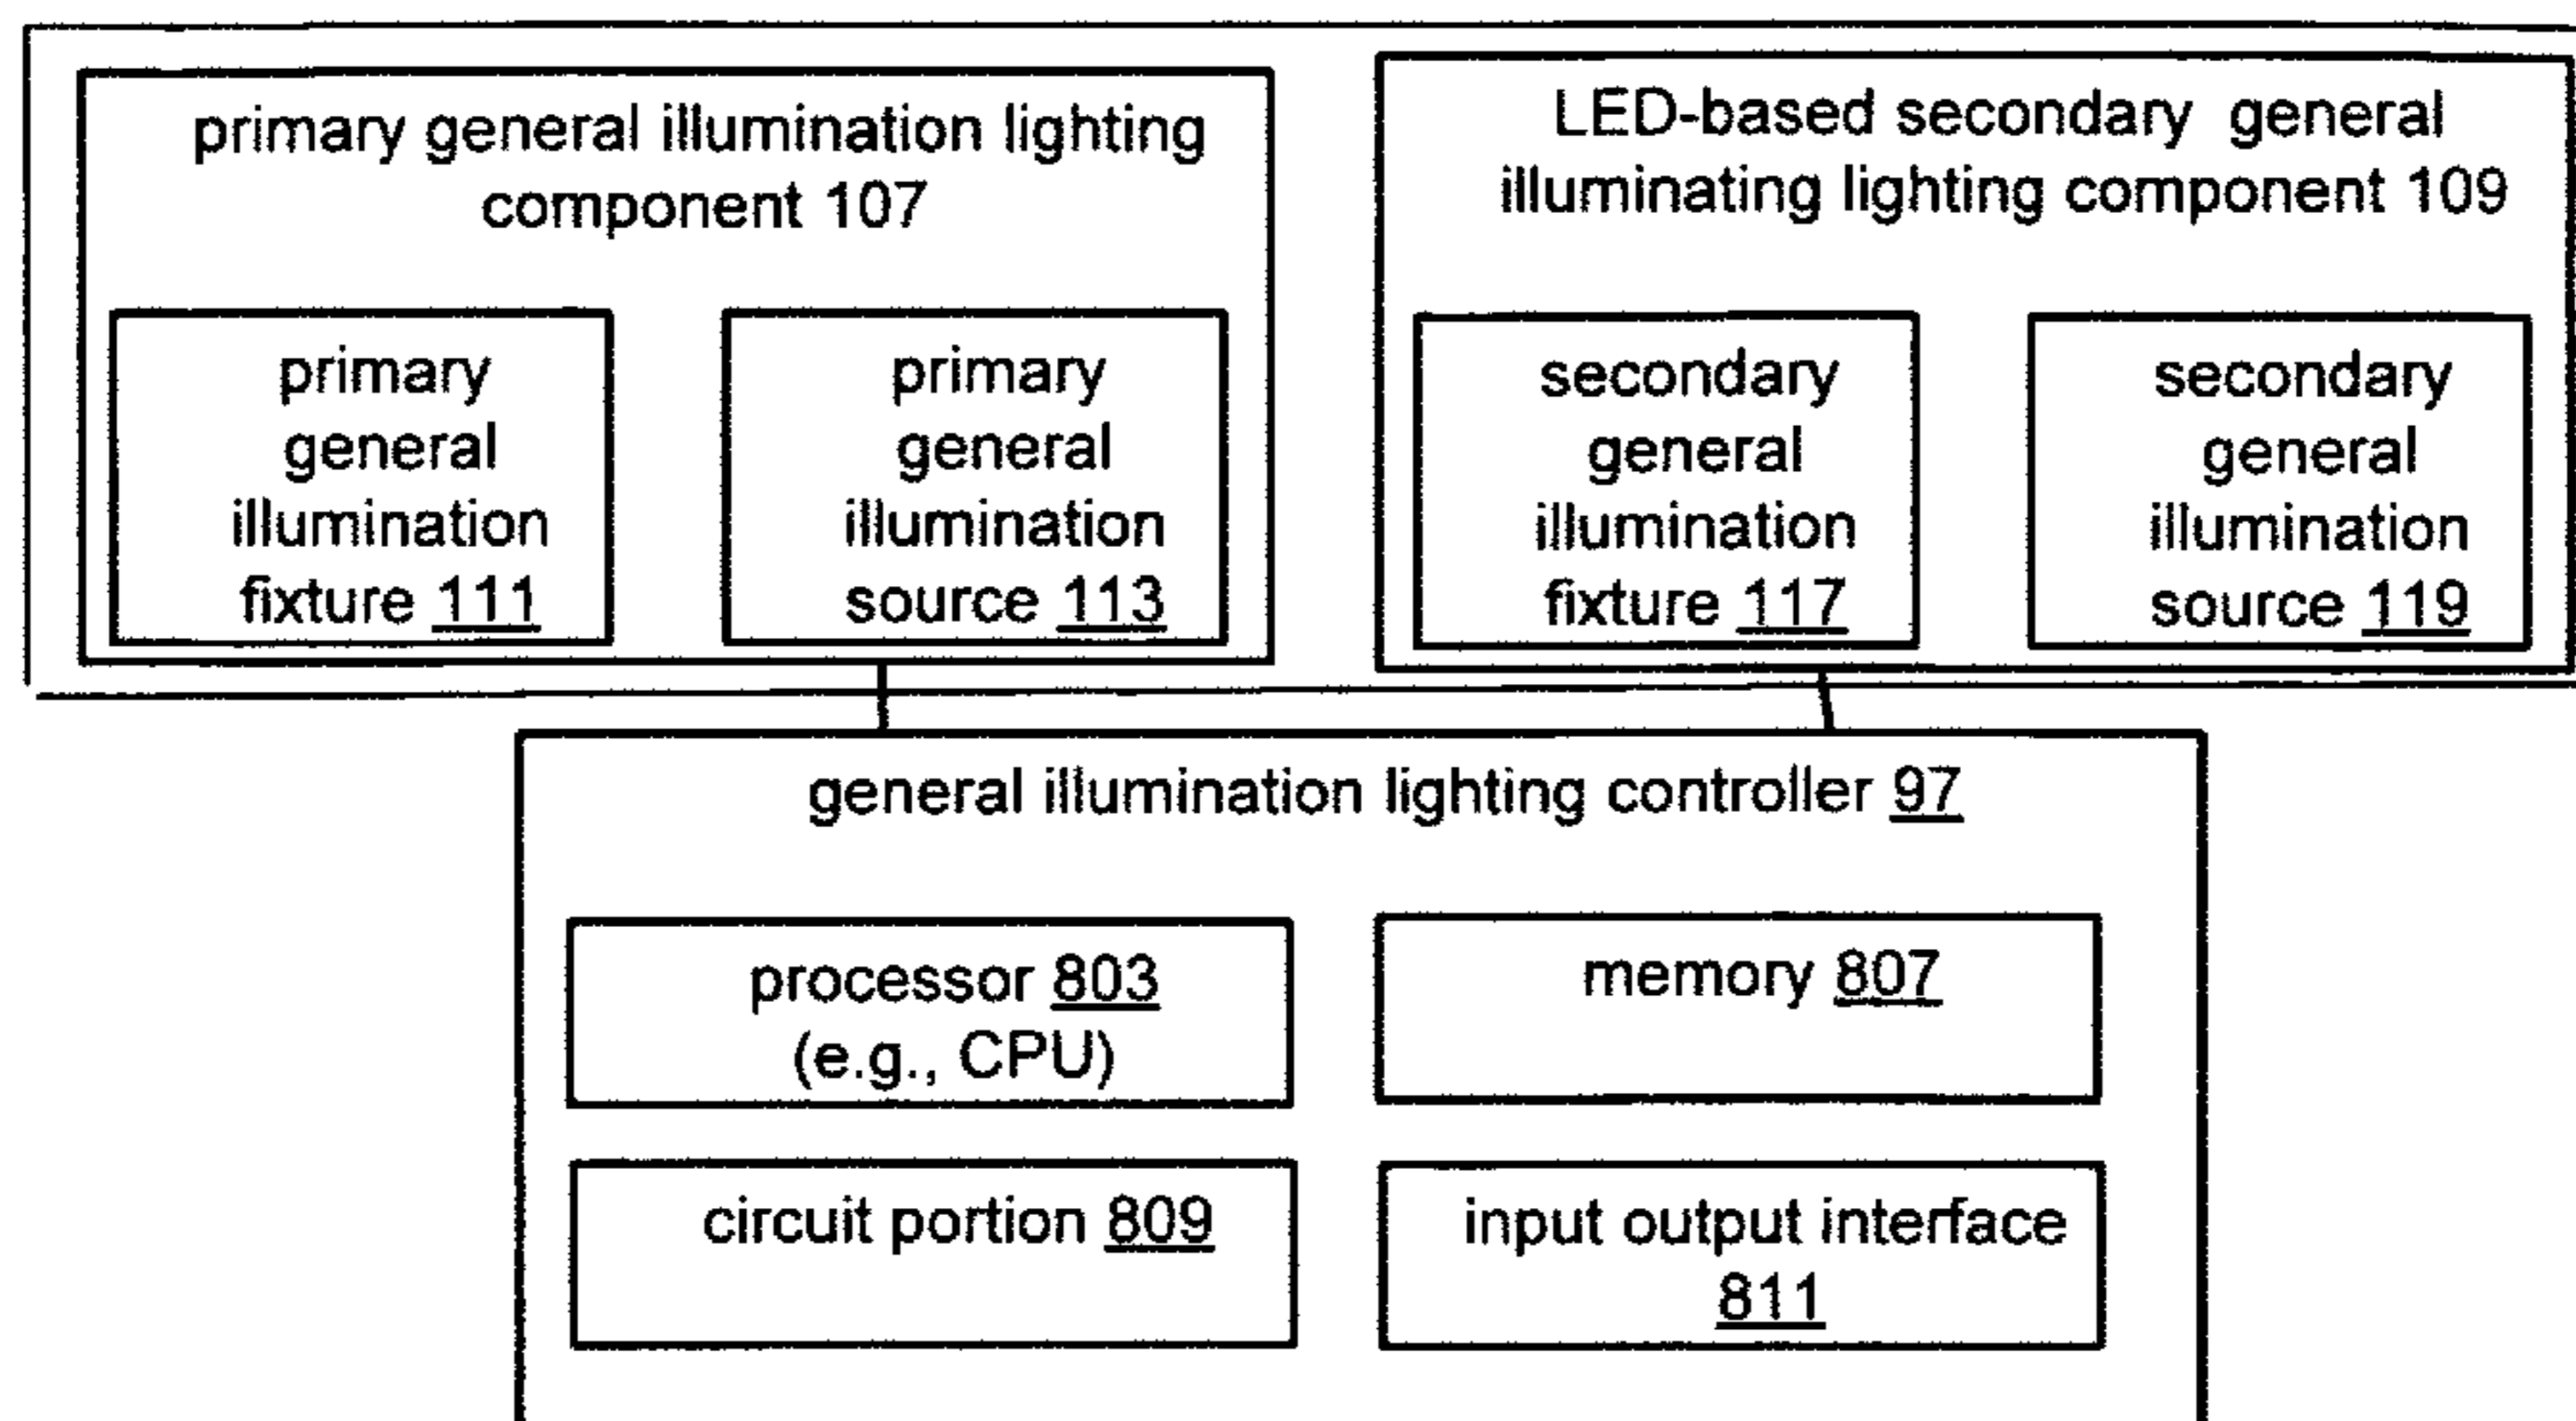 primary general illumination lighting
component 107
primary
general
illumination
fixture 111
primary
general
illumination
source 113
LED-based secondary general
illuminating lighting component 109
secondary
general
illumination
fixture 117
secondary
general
illumination
source 119
general illumination lighting controller 97
processor 803
(e.g., CPU)
memory 807
circuit portion 809
input output interface
811